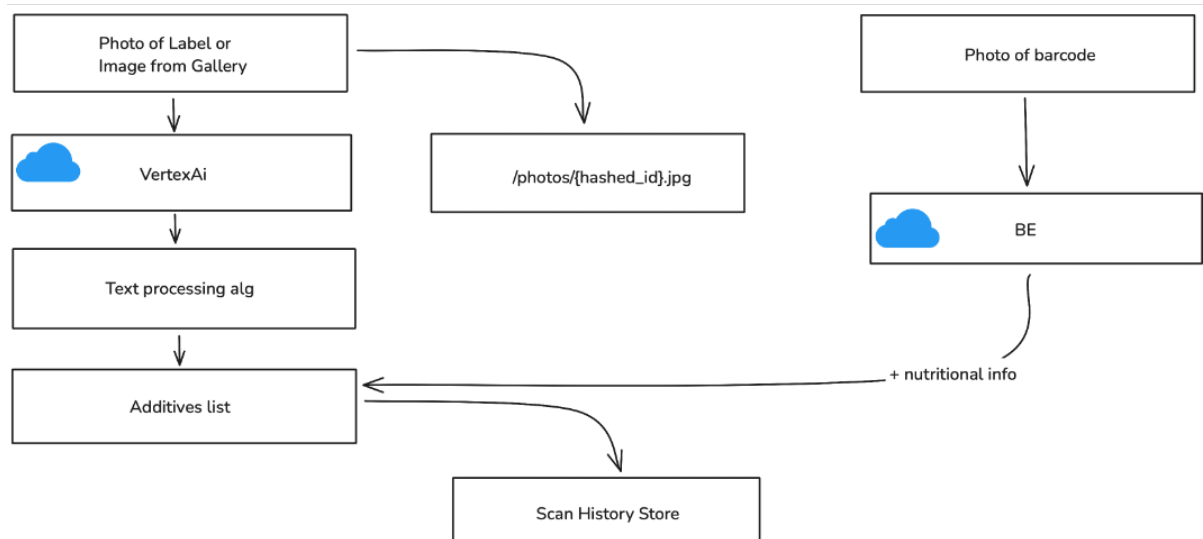 Photo of Label or
Image from Gallery
Photo of barcode
VertexAi
/photos/{hashed_id}.jpg
BE
Text processing alg
+ nutritional info
Additives list
Scan History Store